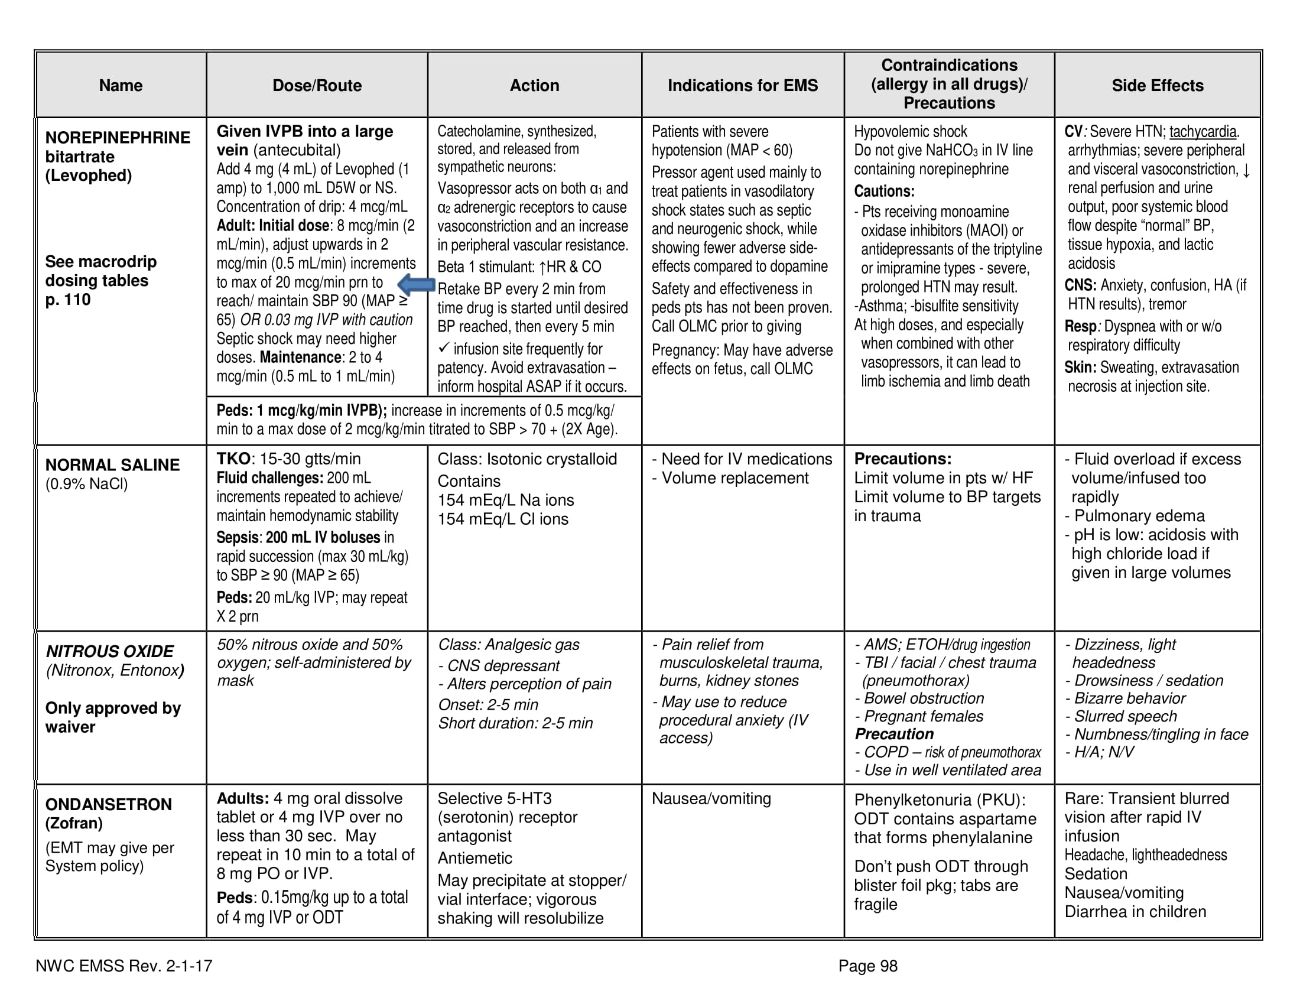 Name
Dose/Route
Action
Indications for EMS
Contraindications
(allergy in all drugs)/
Precautions
Side Effects
NOREPINEPHRINE
bitartrate
(Levophed)
See macrodrip
dosing tables
p. 110
Given IVPB into a large
vein (antecubital)
Add 4 mg (4 mL) of Levophed (1
amp) to 1,000 mL D5W or NS.
Concentration of drip: 4 mcg/mL
Adult: Initial dose: 8 mcg/min (2
mL/min), adjust upwards in 2
mcg/min (0.5 mL/min) increments
to max of 20 mcg/min prn to
reach/ maintain SBP 90 (MAP ≥
65) OR 0.03 mg IVP with caution
Septic shock may need higher
doses. Maintenance: 2 to 4
mcg/min (0.5 mL to 1 mL/min)
Catecholamine, synthesized,
stored, and released from
sympathetic neurons:
Vasopressor acts on both α1 and
α2 adrenergic receptors to cause
vasoconstriction and an increase
in peripheral vascular resistance.
Beta 1 stimulant: ↑HR & CO
Retake BP every 2 min from
time drug is started until desired
BP reached, then every 5 min
✓ infusion site frequently for
patency. Avoid extravasation –
inform hospital ASAP if it occurs.
Peds: 1 mcg/kg/min IVPB); increase in increments of 0.5 mcg/kg/
min to a max dose of 2 mcg/kg/min titrated to SBP > 70 + (2X Age).
Patients with severe
hypotension (MAP < 60)
Pressor agent used mainly to
treat patients in vasodilatory
shock states such as septic
and neurogenic shock, while
showing fewer adverse side-
effects compared to dopamine
Safety and effectiveness in
peds pts has not been proven.
Call OLMC prior to giving
Pregnancy: May have adverse
effects on fetus, call OLMC
Hypovolemic shock
Do not give NaHCO3 in IV line
containing norepinephrine
Cautions:
- Pts receiving monoamine
oxidase inhibitors (MAOI) or
antidepressants of the triptyline
or imipramine types - severe,
prolonged HTN may result.
-Asthma; -bisulfite sensitivity
At high doses, and especially
when combined with other
vasopressors, it can lead to
limb ischemia and limb death
CV: Severe HTN; tachycardia.
arrhythmias; severe peripheral
and visceral vasoconstriction, ↓
renal perfusion and urine
output, poor systemic blood
flow despite “normal” BP,
tissue hypoxia, and lactic
acidosis
CNS: Anxiety, confusion, HA (if
HTN results), tremor
Resp: Dyspnea with or w/o
respiratory difficulty
Skin: Sweating, extravasation
necrosis at injection site.
NORMAL SALINE
(0.9% NaCl)
TKO: 15-30 gtts/min
Fluid challenges: 200 mL
increments repeated to achieve/
maintain hemodynamic stability
Sepsis: 200 mL IV boluses in
rapid succession (max 30 mL/kg)
to SBP ≥ 90 (MAP ≥ 65)
Peds: 20 mL/kg IVP; may repeat
X 2 prn
Class: Isotonic crystalloid
Contains
154 mEq/L Na ions
154 mEq/L Cl ions
- Need for IV medications
- Volume replacement
Precautions:
Limit volume in pts w/ HF
Limit volume to BP targets
in trauma
- Fluid overload if excess
volume/infused too
rapidly
- Pulmonary edema
- pH is low: acidosis with
high chloride load if
given in large volumes
NITROUS OXIDE
(Nitronox, Entonox)
Only approved by
waiver
50% nitrous oxide and 50%
oxygen; self-administered by
mask
Class: Analgesic gas
- CNS depressant
- Alters perception of pain
Onset: 2-5 min
Short duration: 2-5 min
- Pain relief from
musculoskeletal trauma,
burns, kidney stones
- May use to reduce
procedural anxiety (IV
access)
- AMS; ETOH/drug ingestion
- TBI / facial / chest trauma
(pneumothorax)
- Bowel obstruction
- Pregnant females
Precaution
- COPD – risk of pneumothorax
- Use in well ventilated area
- Dizziness, light
headedness
- Drowsiness / sedation
- Bizarre behavior
- Slurred speech
- Numbness/tingling in face
- H/A; N/V
ONDANSETRON
(Zofran)
(EMT may give per
System policy)
Adults: 4 mg oral dissolve
tablet or 4 mg IVP over no
less than 30 sec. May
repeat in 10 min to a total of
8 mg PO or IVP.
Peds: 0.15mg/kg up to a total
of 4 mg IVP or ODT
Selective 5-HT3
(serotonin) receptor
antagonist
Antiemetic
May precipitate at stopper/
vial interface; vigorous
shaking will resolubilize
Nausea/vomiting
Phenylketonuria (PKU):
ODT contains aspartame
that forms phenylalanine
Don’t push ODT through
blister foil pkg; tabs are
fragile
Rare: Transient blurred
vision after rapid IV
infusion
Headache, lightheadedness
Sedation
Nausea/vomiting
Diarrhea in children
NWC EMSS Rev. 2-1-17
Page 98